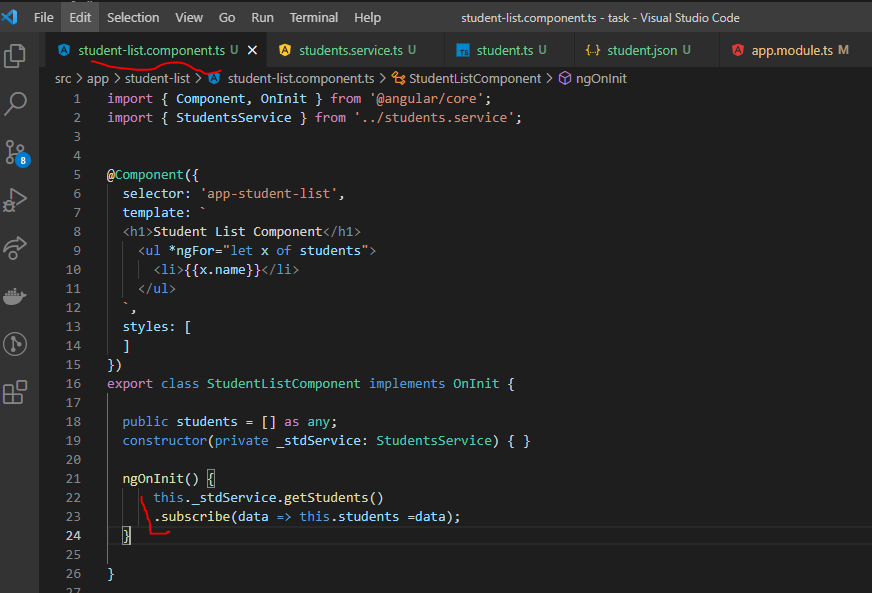 File Edit Selection View Go Run Terminal Help student-list.component.ts - task - Visual Studio Code
student-list.component.ts U students.service.ts U student.ts U student.json U app.module.ts M
src > app > student-list > student-list.component.ts > StudentListComponent > ngOnInit
1 import { Component, OnInit } from '@angular/core';
2 import { StudentsService } from '../students.service';
3
4
5 @Component({
6 selector: 'app-student-list',
7 template: `
8 <h1>Student List Component</h1>
9 <ul *ngFor="let x of students">
10 <li>{{x.name}}</li>
11 </ul>
12 `,
13 styles: [
14 ]
15 })
16 export class StudentListComponent implements OnInit {
17
18 public students = [] as any;
19 constructor(private _stdService: StudentsService) { }
20
21 ngOnInit() {
22 this._stdService.getStudents()
23 .subscribe(data => this.students =data);
24 }
25
26 }
27
8